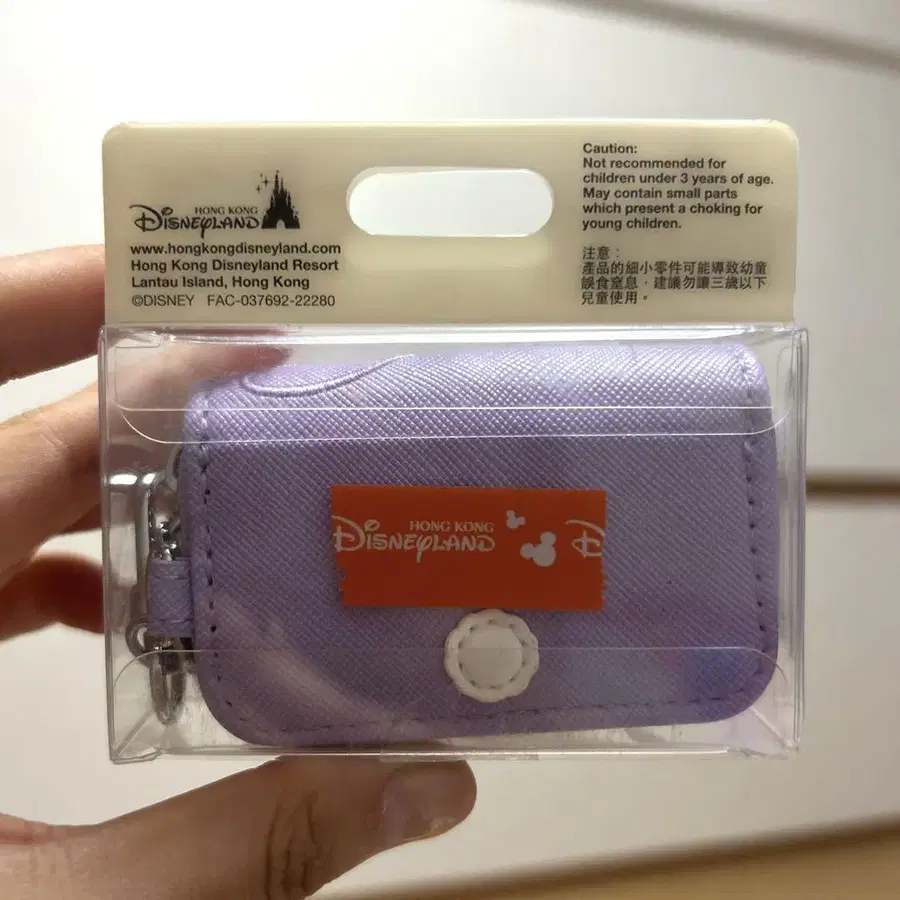 HONG KONG
DISNEYLAND
www.hongkongdisneyland.com
Hong Kong Disneyland Resort
Lantau Island, Hong Kong
©DISNEY FAC-037692-22280
Caution:
Not recommended for
children under 3 years of age.
May contain small parts
which present a choking for
young children.
注意：
產品的細小零件可能導致幼童
誤食窒息，建議勿讓三歲以下
兒童使用。
HONG KONG
DISNEYLAND
D